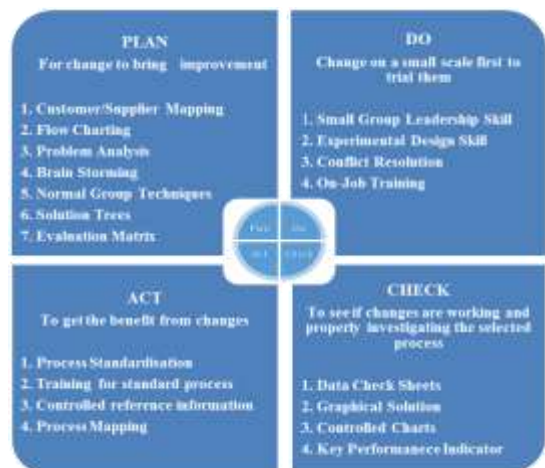 PLAN
For change to bring improvement
1. Customer/Supplier Mapping
2. Flow Charting
3. Problem Analysis
4. Brain Storming
5. Normal Group Techniques
6. Solution Trees
7. Evaluation Matrix
DO
Change on a small scale first to
trial them
1. Small Group Leadership Skill
2. Experimental Design Skill
3. Conflict Resolution
4. On-Job Training
ACT
To get the benefit from changes
1. Process Standardisation
2. Training for standard process
3. Controlled reference information
4. Process Mapping
CHECK
To see if changes are working and
properly investigating the selected
process
1. Data Check Sheets
2. Graphical Solution
3. Controlled Charts
4. Key Performanece Indicator